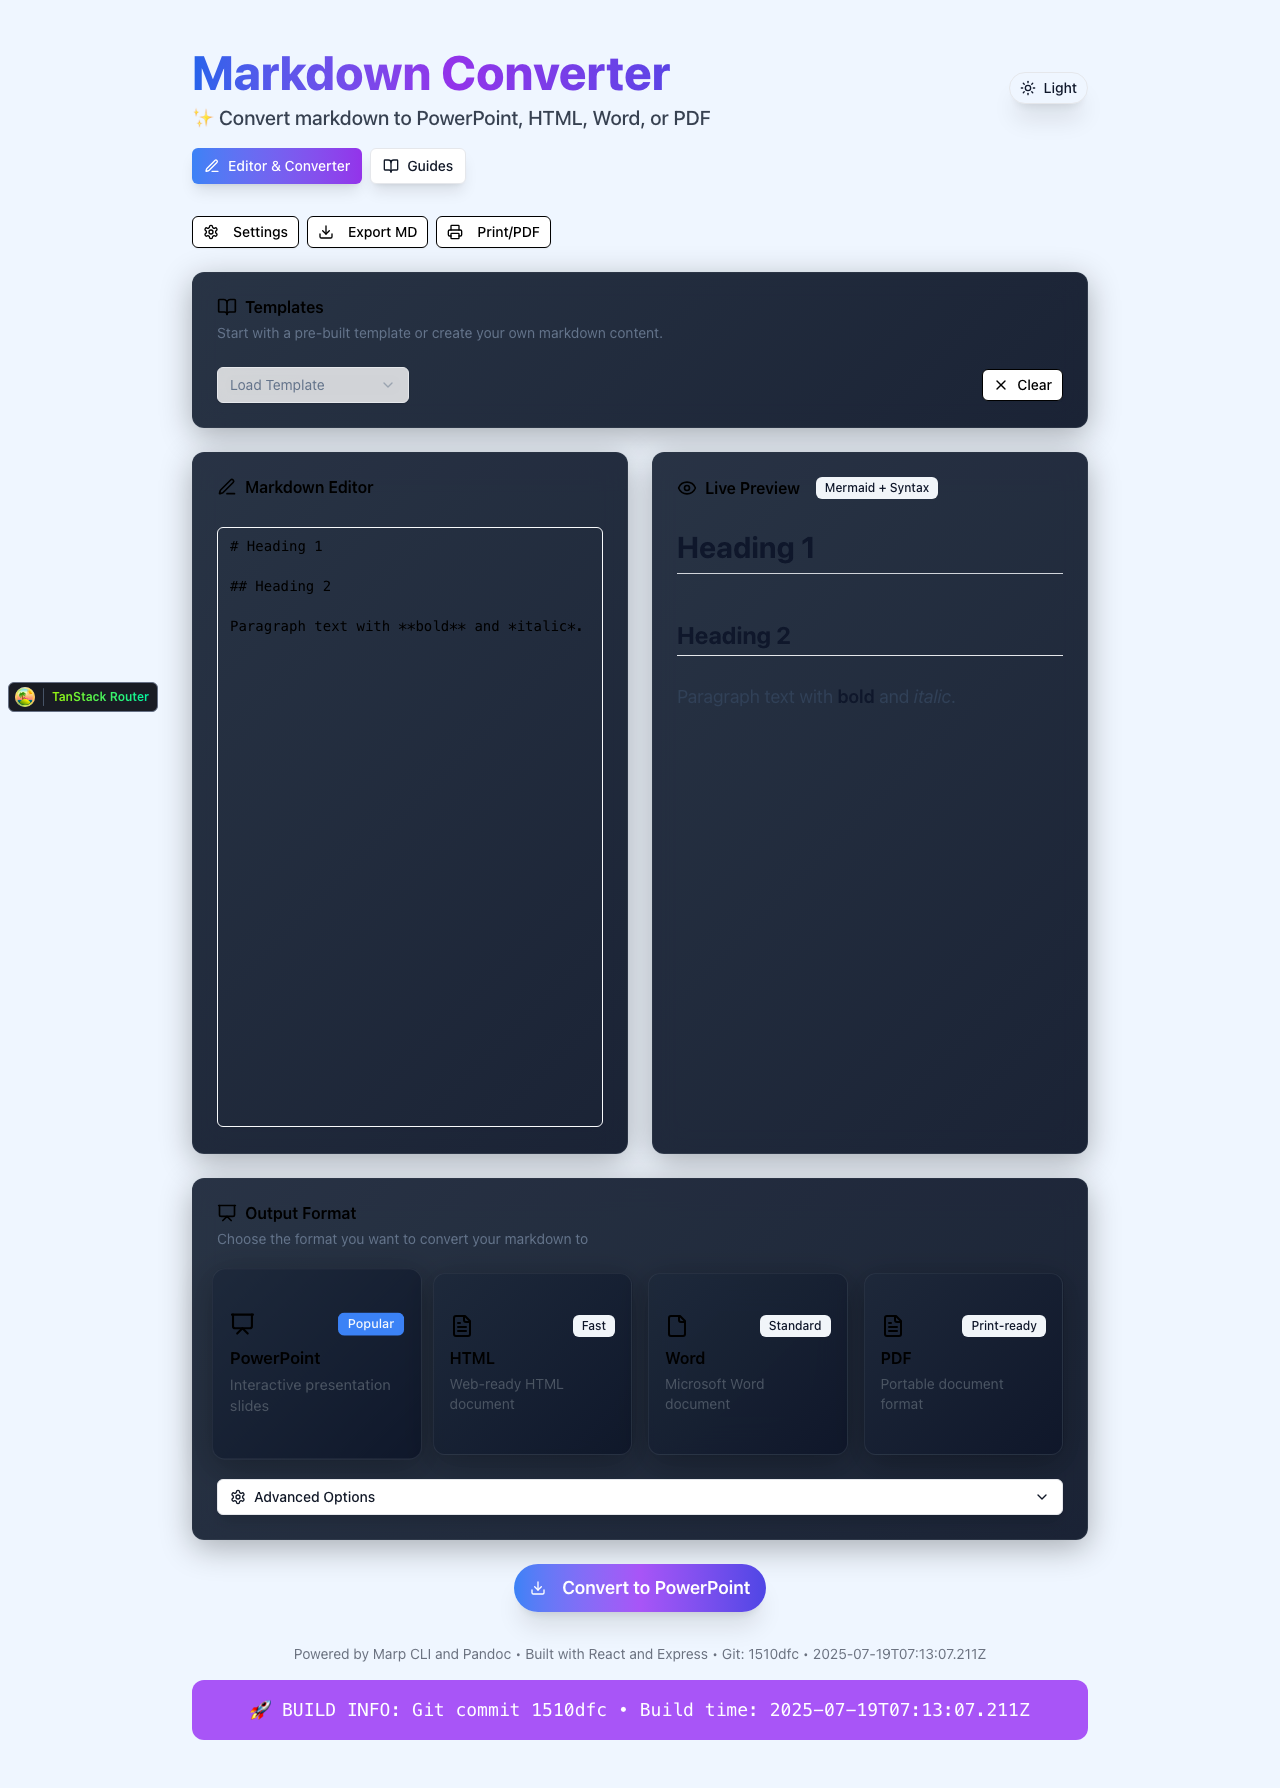 Markdown Converter
✨ Convert markdown to PowerPoint, HTML, Word, or PDF
Light
Editor & Converter
Guides
Settings
Export MD
Print/PDF
Templates
Start with a pre-built template or create your own markdown content.
Load Template
Clear
Markdown Editor
# Heading 1
## Heading 2
Paragraph text with **bold** and *italic*.
Live Preview
Mermaid + Syntax
Heading 1
Heading 2
Paragraph text with bold and italic.
TanStack Router
Output Format
Choose the format you want to convert your markdown to
Popular
PowerPoint
Interactive presentation
slides
Fast
HTML
Web-ready HTML
document
Standard
Word
Microsoft Word
document
Print-ready
PDF
Portable document
format
Advanced Options
Convert to PowerPoint
Powered by Marp CLI and Pandoc • Built with React and Express • Git: 1510dfc • 2025-07-19T07:13:07.211Z
🚀 BUILD INFO: Git commit 1510dfc • Build time: 2025-07-19T07:13:07.211Z